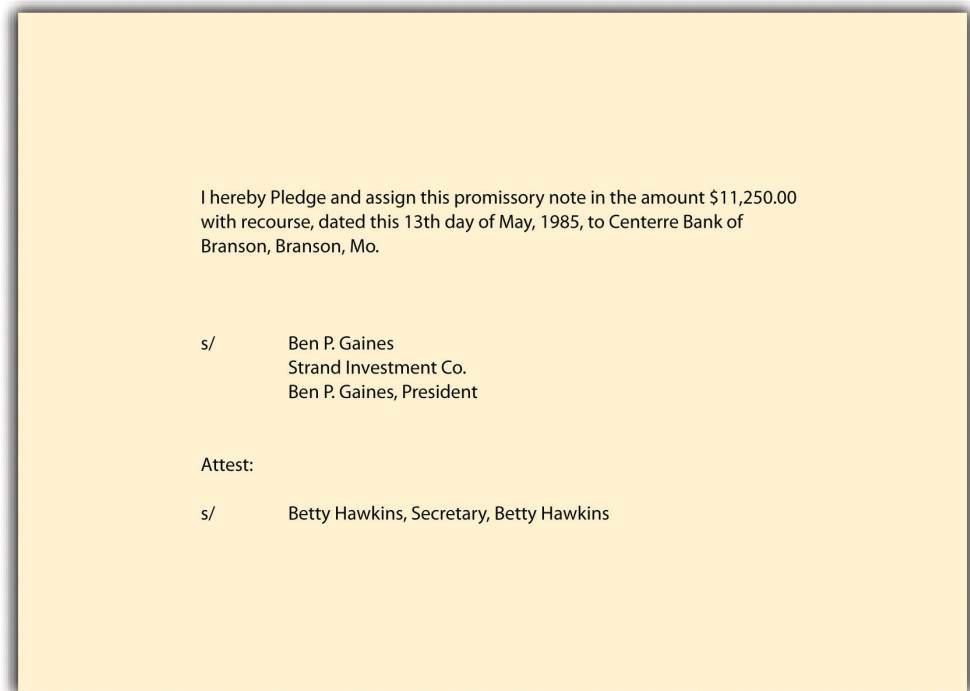 I hereby Pledge and assign this promissory note in the amount $11,250.00
with recourse, dated this 13th day of May, 1985, to Centerre Bank of
Branson, Branson, Mo.
s/ Ben P. Gaines
Strand Investment Co.
Ben P. Gaines, President
Attest:
s/ Betty Hawkins, Secretary, Betty Hawkins